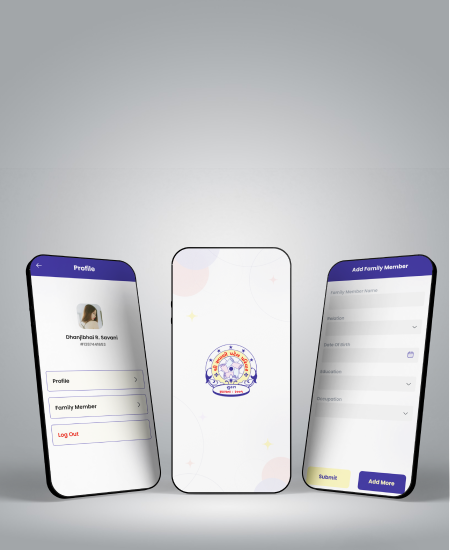 Profile
Dhanjibhai R. Savani
Profile
Family Member
Log Out
Add Family Member
Family Member Name
Relation
Date Of Birth
Education
Occupation
Submit
Add More